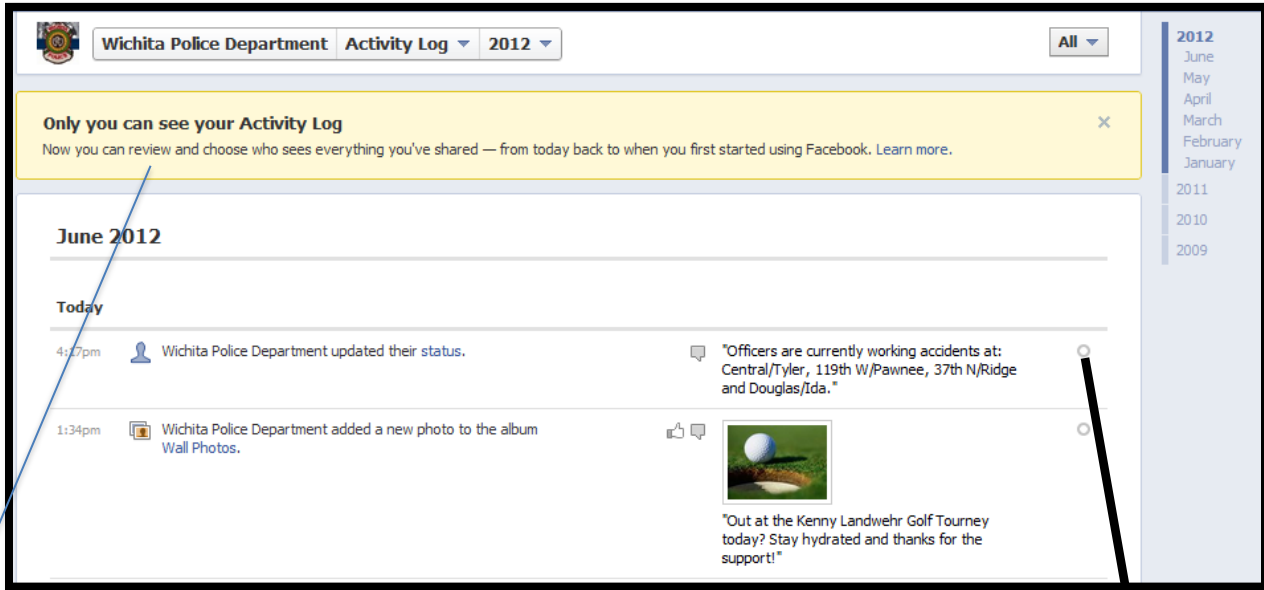 Wichita Police Department Activity Log 2012
All
Only you can see your Activity Log
Now you can review and choose who sees everything you've shared — from today back to when you first started using Facebook. Learn more.
June 2012
Today
4:17pm
Wichita Police Department updated their status.
"Officers are currently working accidents at:
Central/Tyler, 119th W/Pawnee, 37th N/Ridge
and Douglas/Ida."
1:34pm
Wichita Police Department added a new photo to the album
Wall Photos.
"Out at the Kenny Landwehr Golf Tourney
today? Stay hydrated and thanks for the
support!"
2012
June
May
April
March
February
January
2011
2010
2009